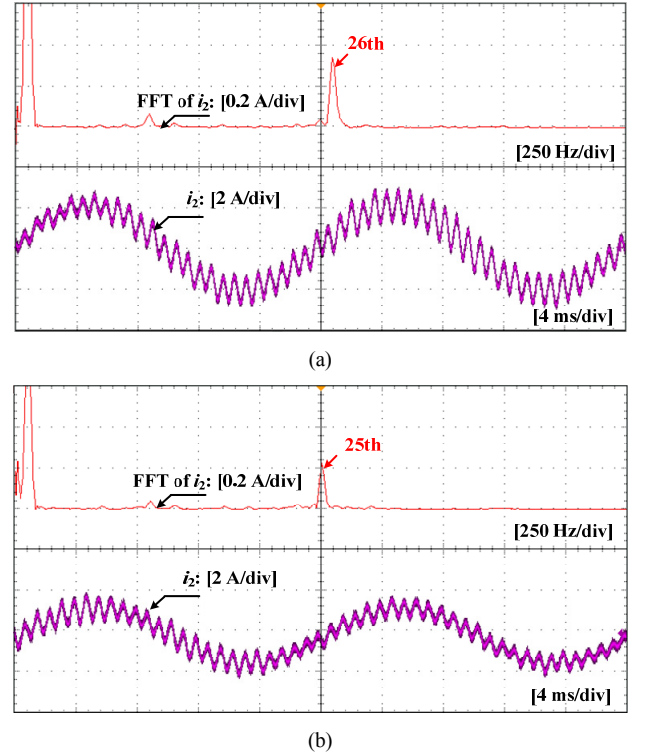 26th
FFT of i2: [0.2 A/div]
[250 Hz/div]
i2: [2 A/div]
[4 ms/div]
(a)
25th
FFT of i2: [0.2 A/div]
[250 Hz/div]
i2: [2 A/div]
[4 ms/div]
(b)